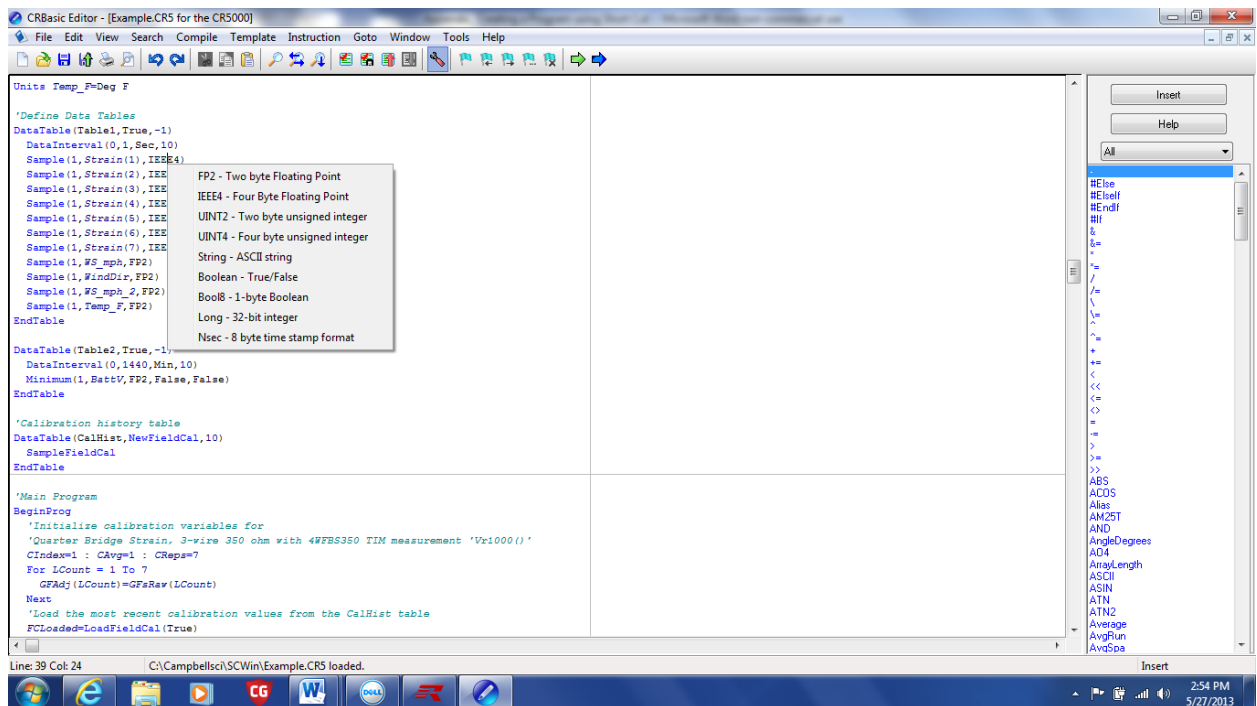 CRBasic Editor - [Example.CR5 for the CR5000]
File Edit View Search Compile Template Instruction Goto Window Tools Help
Units Temp_F=Deg F
'Define Data Tables
DataTable(Table1,True,-1)
DataInterval(0,1,Sec,10)
Sample(1,Strain(1),IEEE4)
Sample(1,Strain(2),IEE
Sample(1,Strain(3),IEE
Sample(1,Strain(4),IEE
Sample(1,Strain(5),IEE
Sample(1,Strain(6),IEE
Sample(1,Strain(7),IEE
Sample(1,WS_mph,FP2)
Sample(1,WindDir,FP2)
Sample(1,WS_mph_2,FP2)
Sample(1,Temp_F,FP2)
EndTable
FP2 - Two byte Floating Point
IEEE4 - Four Byte Floating Point
UINT2 - Two byte unsigned integer
UINT4 - Four byte unsigned integer
String - ASCII string
Boolean - True/False
Bool8 - 1-byte Boolean
Long - 32-bit integer
Nsec - 8 byte time stamp format
DataTable(Table2,True,-1)
DataInterval(0,1440,Min,10)
Minimum(1,BattV,FP2,False,False)
EndTable
'Calibration history table
DataTable(CalHist,NewFieldCal,10)
SampleFieldCal
EndTable
'Main Program
BeginProg
'Initialize calibration variables for
'Quarter Bridge Strain, 3-wire 350 ohm with 4WFBS350 TIM measurement 'Vr1000()'
CIndex=1 : CAvg=1 : CReps=7
For LCount = 1 To 7
GFAdj(LCount)=GFsRaw(LCount)
Next
'Load the most recent calibration values from the CalHist table
FCLoaded=LoadFieldCal(True)
Insert
Help
All
-
#Else
#ElseIf
#EndIf
#If
&
&=
*
*=
/
/=
\
\=
^
^=
+
+=
<
<<
<=
<>
=
-=
>
>=
>>
ABS
ACOS
Alias
AM25T
AND
AngleDegrees
AO4
ArrayLength
ASCII
ASIN
ATN
ATN2
Average
AvgRun
AvgSpa
Line: 39 Col: 24
C:\Campbellsci\SCWin\Example.CR5 loaded.
Insert
CG
W
DELL
2:54 PM
5/27/2013